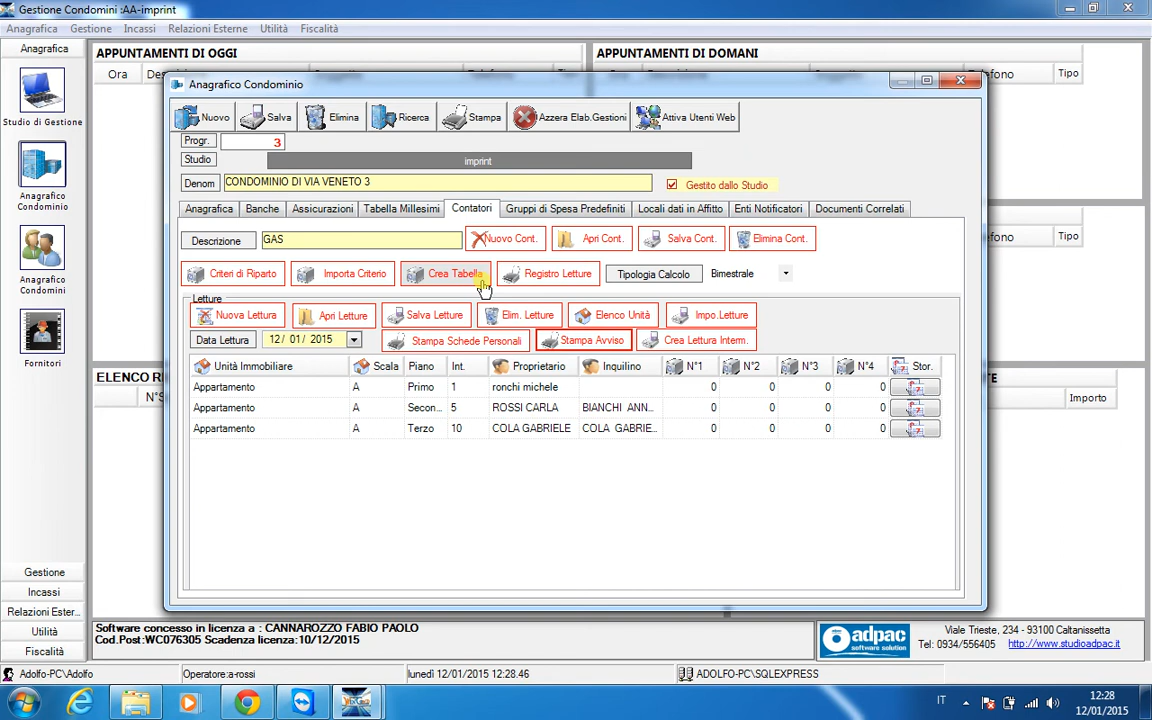 Gestione Condomini :AA-imprint
Anagrafica Gestione Incassi Relazioni Esterne Utilità Fiscalità
Anagrafica
Studio di Gestione
Anagrafico Condominio
Anagrafico Condominio
Fornitori
Gestione
Incassi
Relazioni Ester...
Utilità
Fiscalità
APPUNTAMENTI DI OGGI
APPUNTAMENTI DI DOMANI
Ora
Ora
Telefono Tipo
Telefono Tipo
ELENCO
N°S
Importo
Anagrafico Condominio
Nuovo Salva Elimina Ricerca Stampa Azzera Elab.Gestioni Attiva Utenti Web
Progr. 3
Studio imprint
Denom CONDOMINIO DI VIA VENETO 3 Gestito dallo Studio
Anagrafica Banche Assicurazioni Tabella Millesimi Contatori Gruppi di Spesa Predefiniti Locali dati in Affitto Enti Notificatori Documenti Correlati
Descrizione GAS Nuovo Cont. Apri Cont. Salva Cont. Elimina Cont.
Criteri di Riparto Importa Criterio Crea Tabella Registro Letture Tipologia Calcolo Bimestrale
Letture
Nuova Lettura Apri Letture Salva Letture Elim. Letture Elenco Unità Impo.Letture
Data Lettura 12/ 01/ 2015 Stampa Schede Personali Stampa Avviso Crea Lettura Interm.
Unità Immobiliare Scala Piano Int. Proprietario Inquilino N°1 N°2 N°3 N°4 Stor.
Appartamento A Primo 1 ronchi michele 0 0 0 0
Appartamento A Secon... 5 ROSSI CARLA BIANCHI ANN... 0 0 0 0
Appartamento A Terzo 10 COLA GABRIELE COLA GABRIE... 0 0 0 0
Software concesso in licenza a : CANNAROZZO FABIO PAOLO
Cod.Post:WC076305 Scadenza licenza:10/12/2015
adpac
software solution
Viale Trieste, 234 - 93100 Caltanissetta
Tel: 0934/556405 http://www.studioadpac.it
Adolfo-PC\Adolfo Operatore:a-rossi lunedì 12/01/2015 12:28.46 ADOLFO-PC\SQLEXPRESS
IT
12:28
12/01/2015